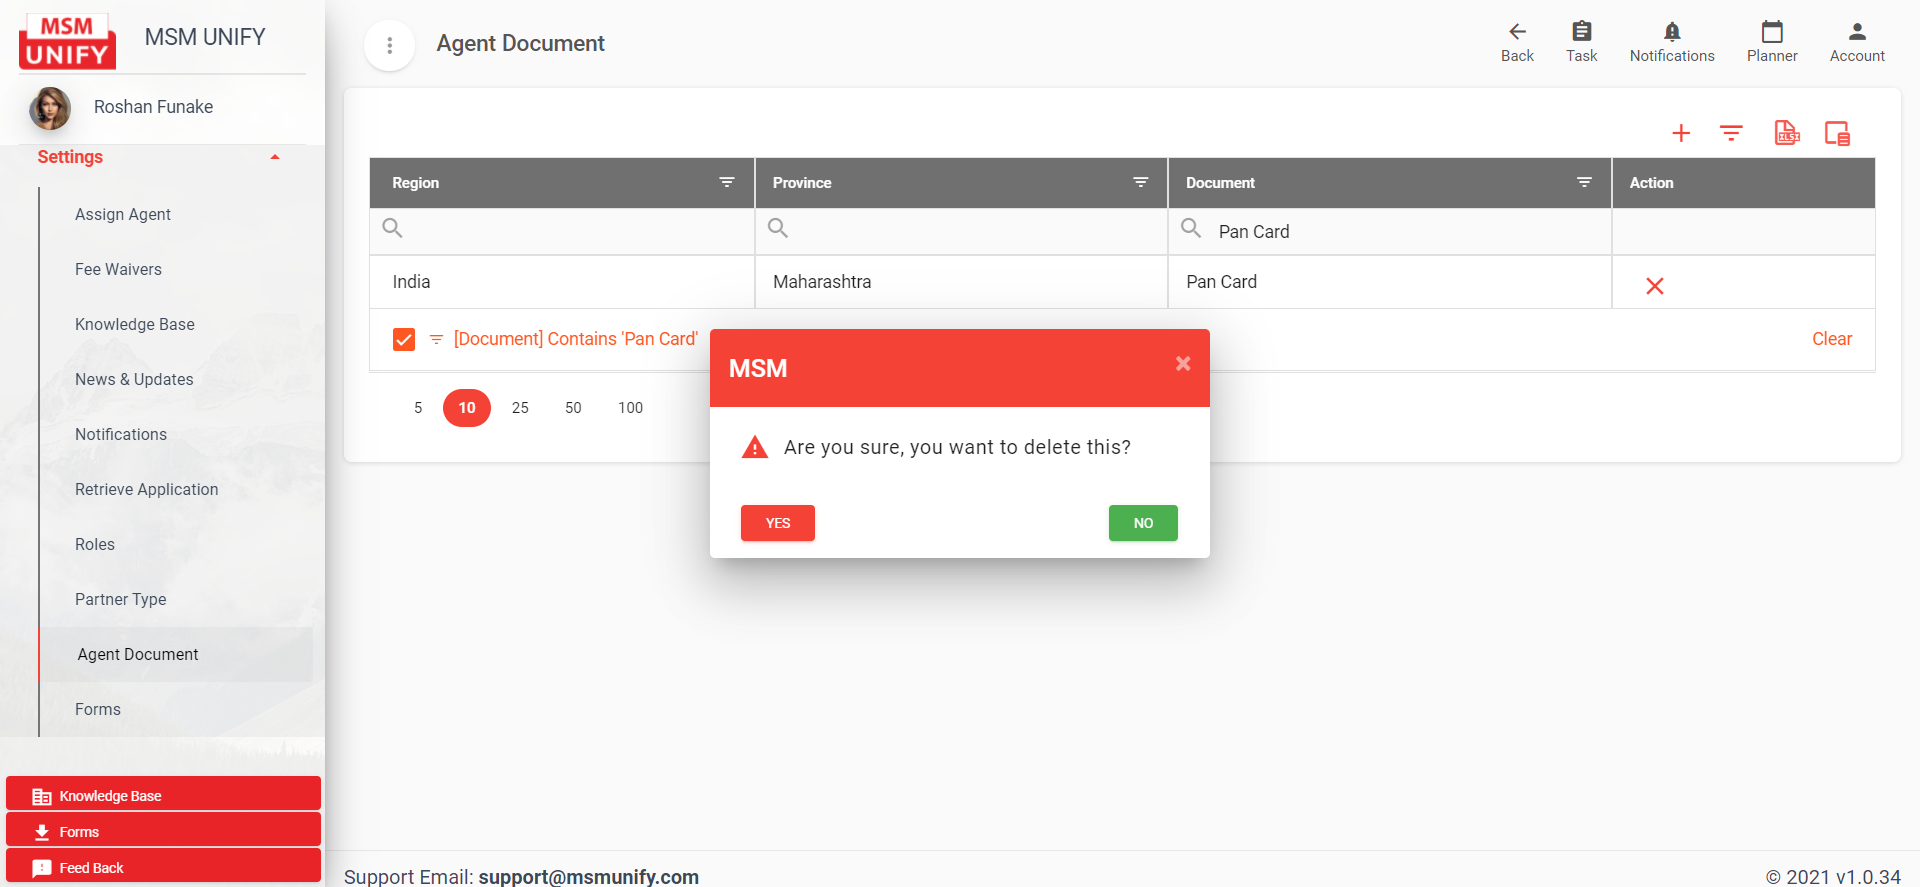 MSM
UNIFY
MSM UNIFY
Roshan Funake
Settings
Assign Agent
Fee Waivers
Knowledge Base
News & Updates
Notifications
Retrieve Application
Roles
Partner Type
Agent Document
Forms
Knowledge Base
Forms
Feed Back
Agent Document
Back Task Notifications Planner Account
Region Province Document Action
Pan Card
India Maharashtra Pan Card
[Document] Contains 'Pan Card' Clear
5 10 25 50 100
MSM ×
Are you sure, you want to delete this?
YES NO
Support Email: support@msmunify.com © 2021 v1.0.34